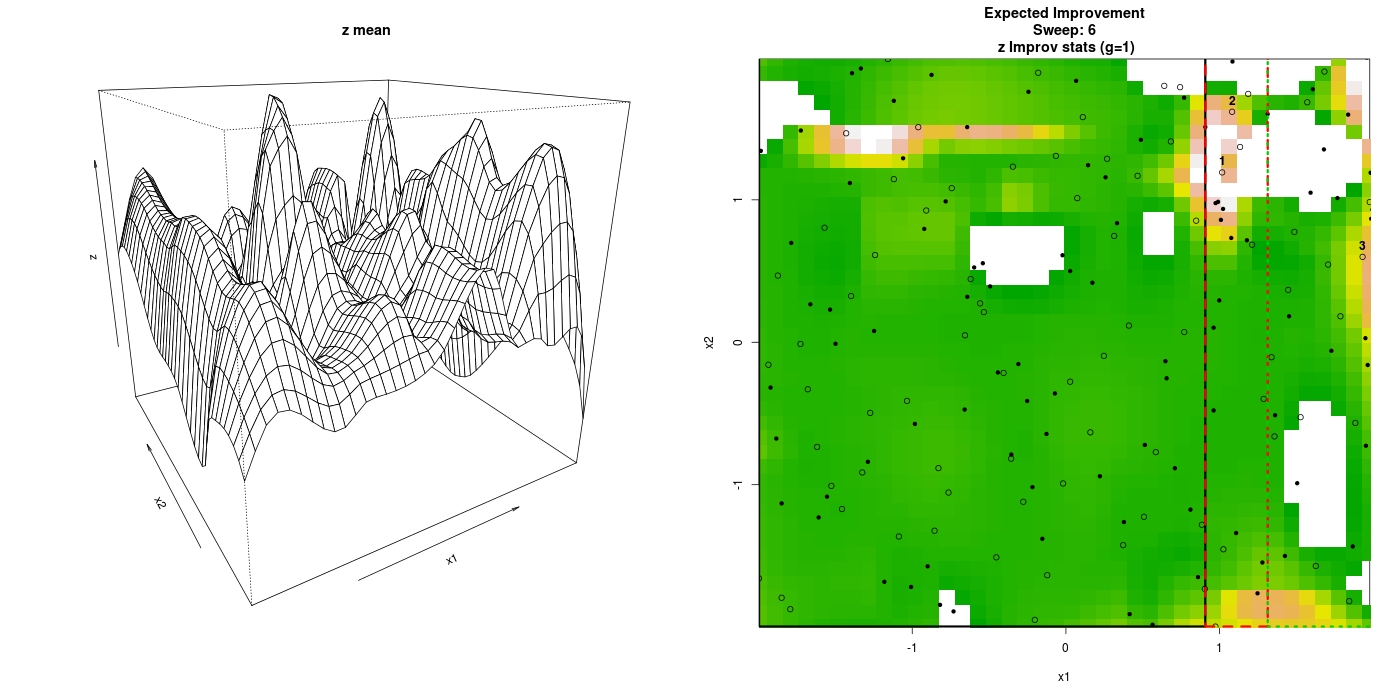 z mean
z
x2
x1
Expected Improvement
Sweep: 6
z Improv stats (g=1)
2
1
3
1
0
-1
x2
-1
0
1
x1